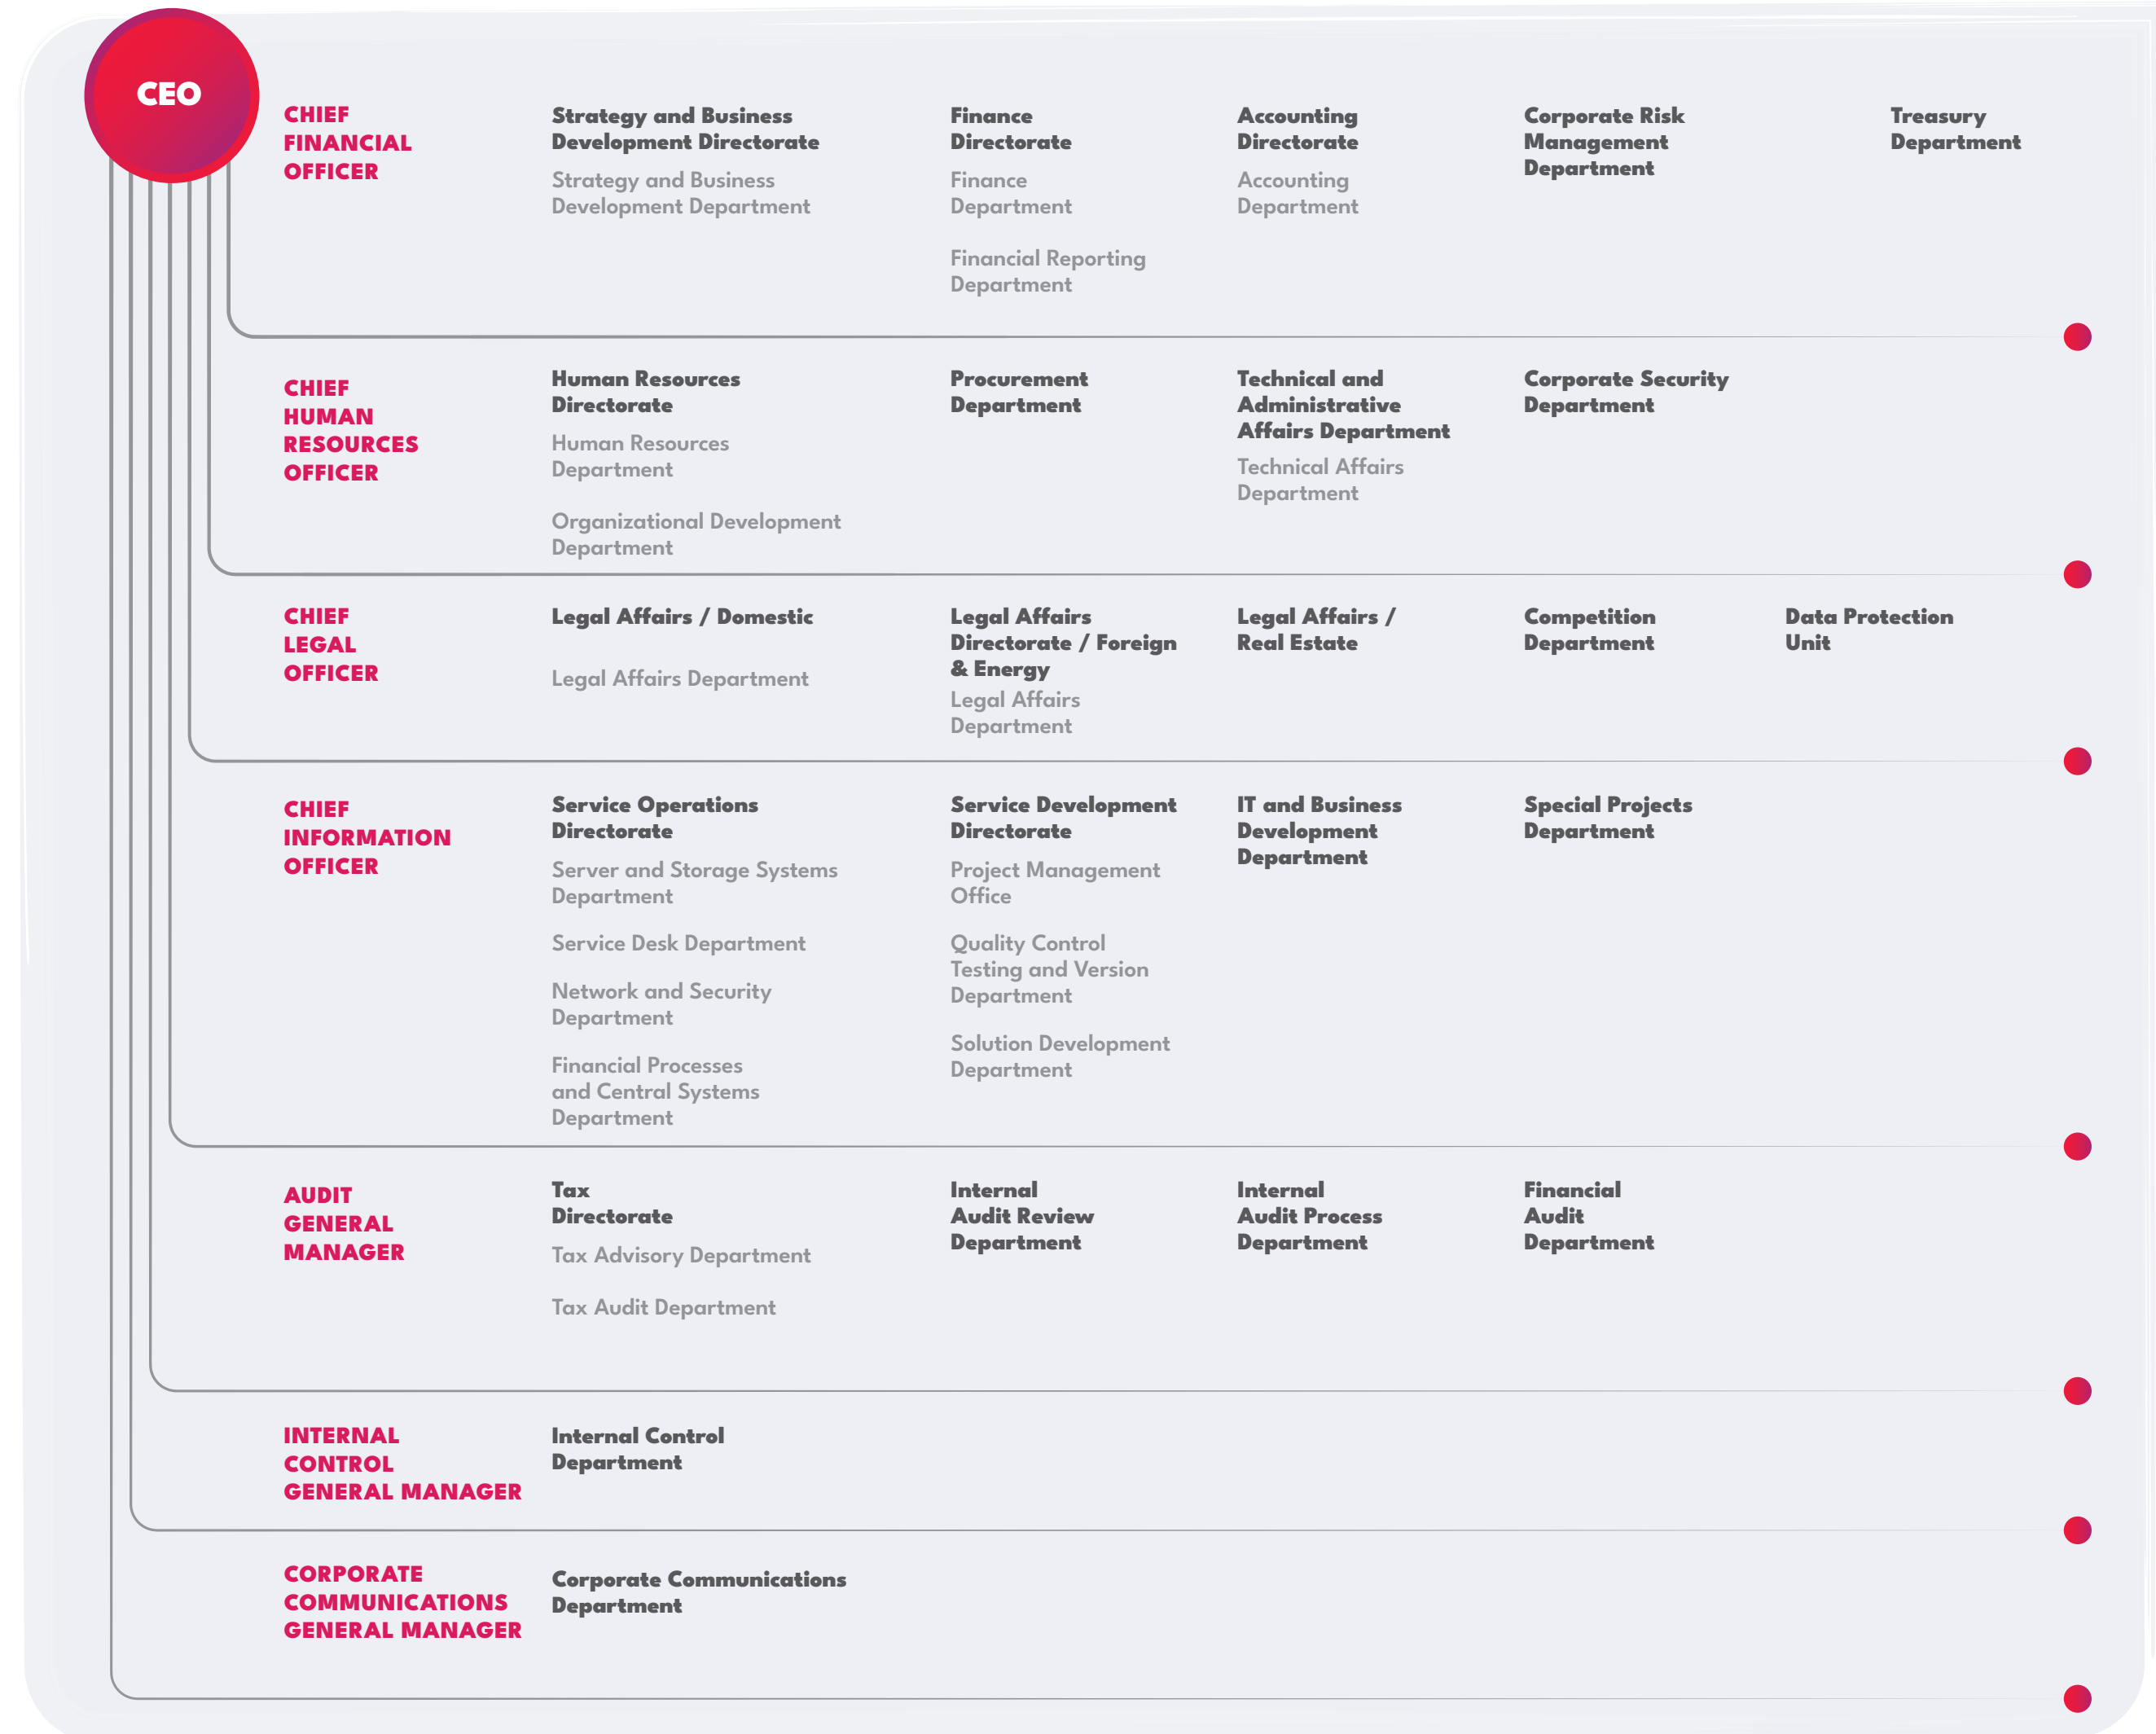 CEO
CHIEF
FINANCIAL
OFFICER
Strategy and Business
Development Directorate
Strategy and Business
Development Department
Finance
Directorate
Finance
Department
Financial Reporting
Department
Accounting
Directorate
Accounting
Department
Corporate Risk
Management
Department
Treasury
Department
CHIEF
HUMAN
RESOURCES
OFFICER
Human Resources
Directorate
Human Resources
Department
Organizational Development
Department
Procurement
Department
Technical and
Administrative
Affairs Department
Technical Affairs
Department
Corporate Security
Department
CHIEF
LEGAL
OFFICER
Legal Affairs / Domestic
Legal Affairs Department
Legal Affairs
Directorate / Foreign
& Energy
Legal Affairs
Department
Legal Affairs /
Real Estate
Competition
Department
Data Protection
Unit
CHIEF
INFORMATION
OFFICER
Service Operations
Directorate
Server and Storage Systems
Department
Service Desk Department
Network and Security
Department
Financial Processes
and Central Systems
Department
Service Development
Directorate
Project Management
Office
Quality Control
Testing and Version
Department
Solution Development
Department
IT and Business
Development
Department
Special Projects
Department
AUDIT
GENERAL
MANAGER
Tax
Directorate
Tax Advisory Department
Tax Audit Department
Internal
Audit Review
Department
Internal
Audit Process
Department
Financial
Audit
Department
INTERNAL
CONTROL
GENERAL MANAGER
Internal Control
Department
CORPORATE
COMMUNICATIONS
GENERAL MANAGER
Corporate Communications
Department